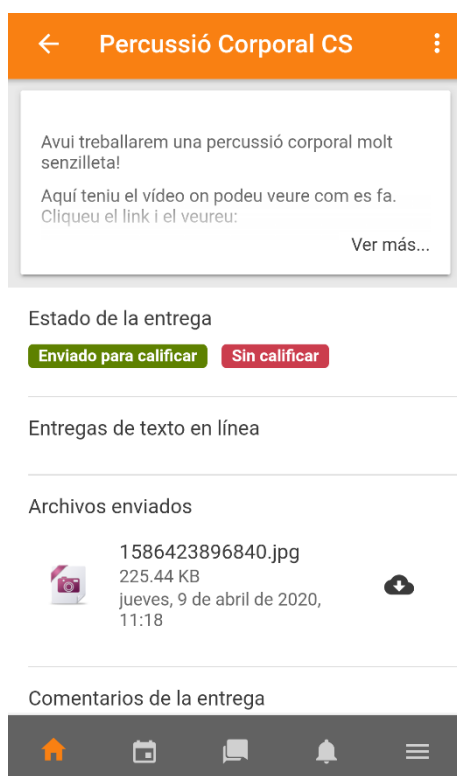 Percussió Corporal CS
Avui treballarem una percussió corporal molt
senzilleta!
Aquí teniu el vídeo on podeu veure com es fa.
Cliqueu el link i el veureu:
Ver más...
Estado de la entrega
Enviado para calificar Sin calificar
Entregas de texto en línea
Archivos enviados
1586423896840.jpg
225.44 KB
jueves, 9 de abril de 2020,
11:18
Comentarios de la entrega